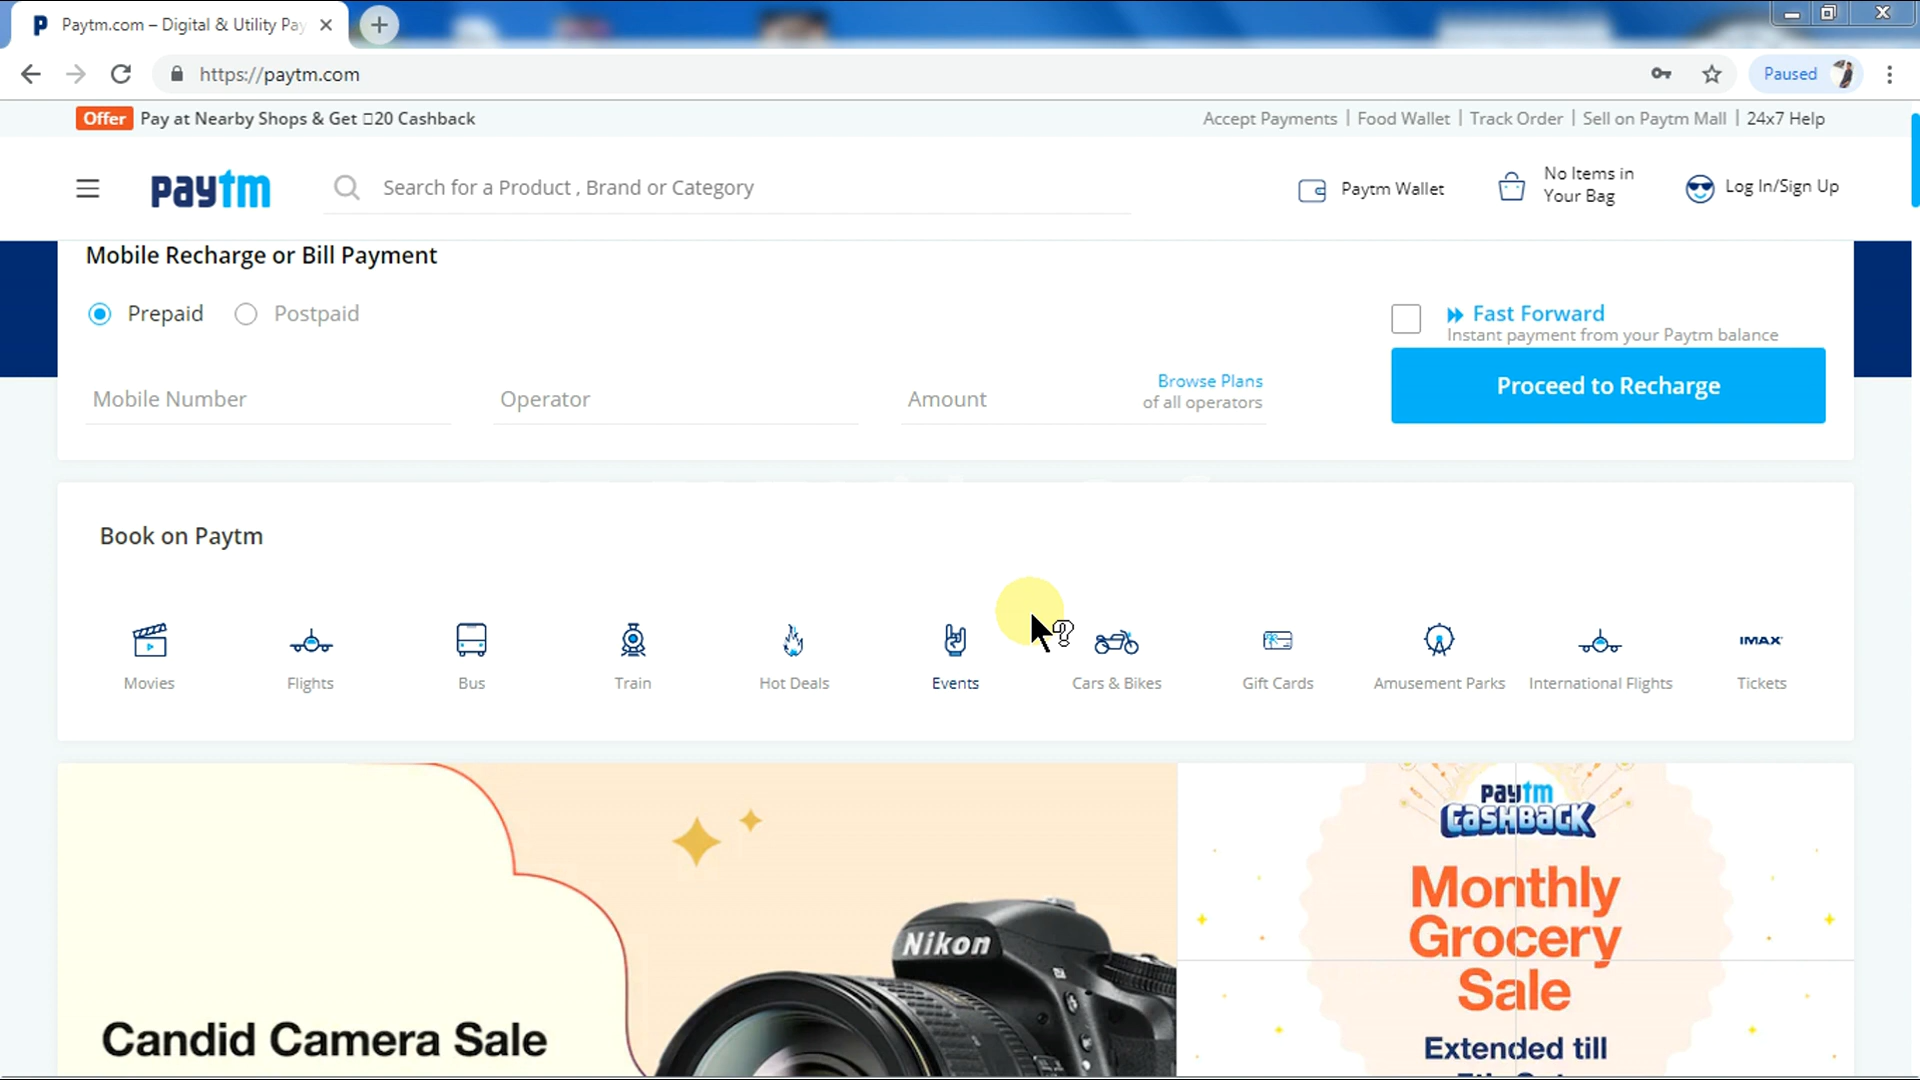 Paytm.com – Digital & Utility Pay
https://paytm.com
Paused
Offer Pay at Nearby Shops & Get ▯20 Cashback
Accept Payments | Food Wallet | Track Order | Sell on Paytm Mall | 24x7 Help
paytm
Search for a Product , Brand or Category
Paytm Wallet
No Items in
Your Bag
Log In/Sign Up
Mobile Recharge or Bill Payment
Prepaid
Postpaid
Fast Forward
Instant payment from your Paytm balance
Mobile Number
Operator
Amount
Browse Plans
of all operators
Proceed to Recharge
Book on Paytm
Movies
Flights
Bus
Train
Hot Deals
Events
Cars & Bikes
Gift Cards
Amusement Parks
International Flights
IMAX
Tickets
Nikon
Candid Camera Sale
paytm
CASHBACK
Monthly
Grocery
Sale
Extended till